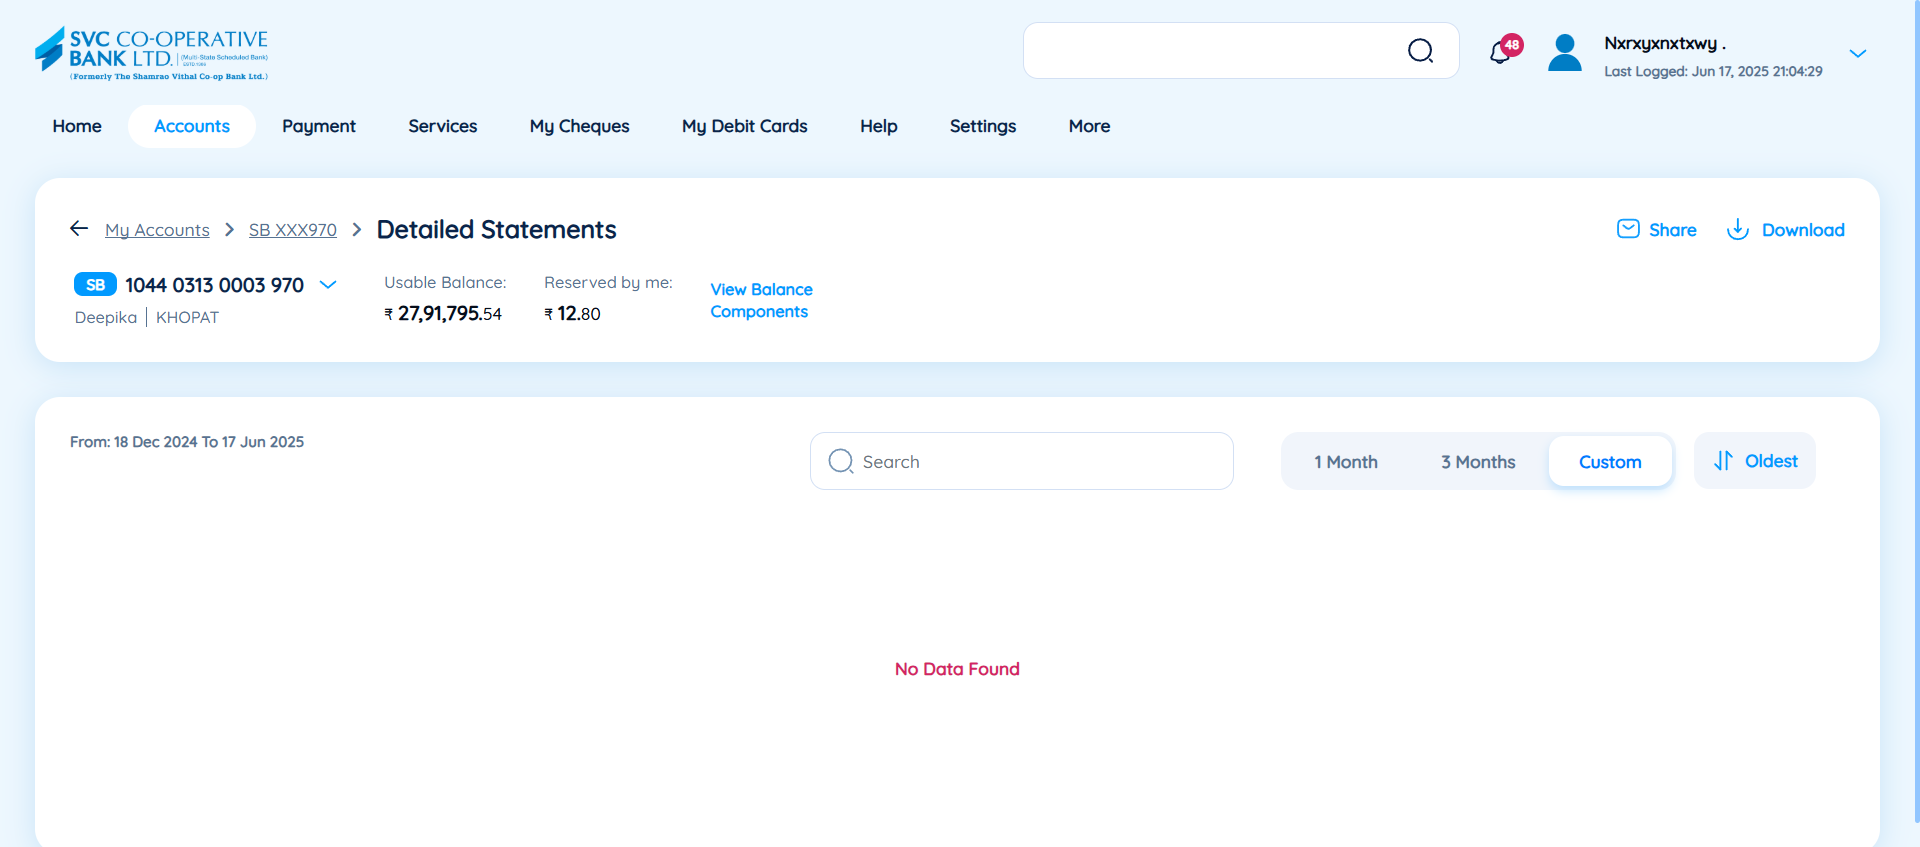 SVC CO-OPERATIVE
BANK LTD. (Multi-State Scheduled Bank)
ESTD 1906
(Formerly The Shamrao Vithal Co-op Bank Ltd.)
48
Nxrxyxnxtxwy .
Last Logged: Jun 17, 2025 21:04:29
Home Accounts Payment Services My Cheques My Debit Cards Help Settings More
My Accounts SB XXX970 Detailed Statements
Share Download
SB 1044 0313 0003 970
Deepika | KHOPAT
Usable Balance:
₹ 27,91,795.54
Reserved by me:
₹ 12.80
View Balance
Components
From: 18 Dec 2024 To 17 Jun 2025
Search
1 Month 3 Months Custom
Oldest
No Data Found